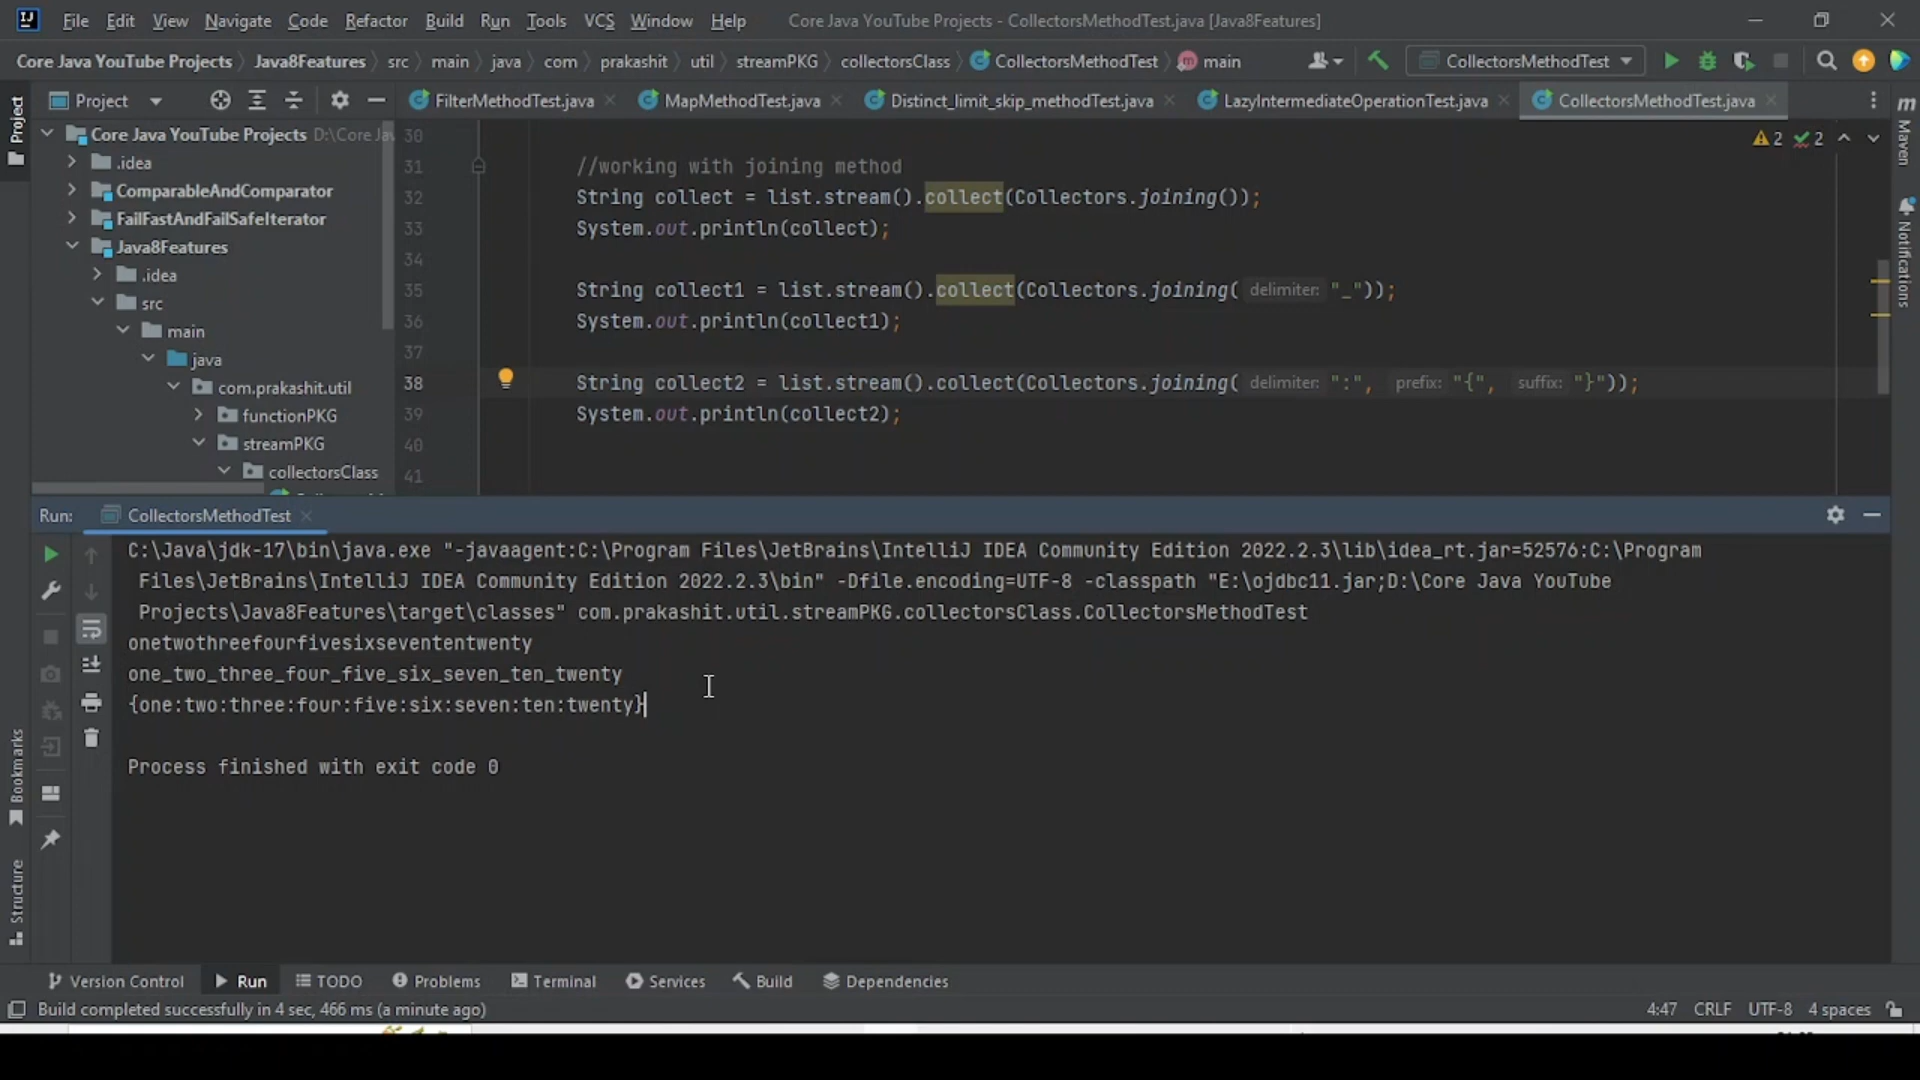 File Edit View Navigate Code Refactor Build Run Tools VCS Window Help Core Java YouTube Projects - CollectorsMethodTest.java [Java8Features]
Core Java YouTube Projects Java8Features src main java com prakashit util streamPKG collectorsClass CollectorsMethodTest main CollectorsMethodTest
Project FilterMethodTest.java MapMethodTest.java Distinct_limit_skip_methodTest.java LazyIntermediateOperationTest.java CollectorsMethodTest.java
Project
Maven
Notifications
Core Java YouTube Projects D:\Core Jav
.idea
ComparableAndComparator
FailFastAndFailSafeIterator
Java8Features
.idea
src
main
java
com.prakashit.util
functionPKG
streamPKG
collectorsClass
2 2
30
31 //working with joining method
32 String collect = list.stream().collect(Collectors.joining());
33 System.out.println(collect);
34
35 String collect1 = list.stream().collect(Collectors.joining( delimiter: "_"));
36 System.out.println(collect1);
37
38 String collect2 = list.stream().collect(Collectors.joining( delimiter: ":", prefix: "{", suffix: "}"));
39 System.out.println(collect2);
40
41
Run: CollectorsMethodTest
C:\Java\jdk-17\bin\java.exe "-javaagent:C:\Program Files\JetBrains\IntelliJ IDEA Community Edition 2022.2.3\lib\idea_rt.jar=52576:C:\Program
Files\JetBrains\IntelliJ IDEA Community Edition 2022.2.3\bin" -Dfile.encoding=UTF-8 -classpath "E:\ojdbc11.jar;D:\Core Java YouTube
Projects\Java8Features\target\classes" com.prakashit.util.streamPKG.collectorsClass.CollectorsMethodTest
onetwothreefourfivesixseventen​twenty
one_two_three_four_five_six_seven_ten_twenty
{one:two:three:four:five:six:seven:ten:twenty}
Process finished with exit code 0
Bookmarks
Structure
Version Control Run TODO Problems Terminal Services Build Dependencies
Build completed successfully in 4 sec, 466 ms (a minute ago) 4:47 CRLF UTF-8 4 spaces